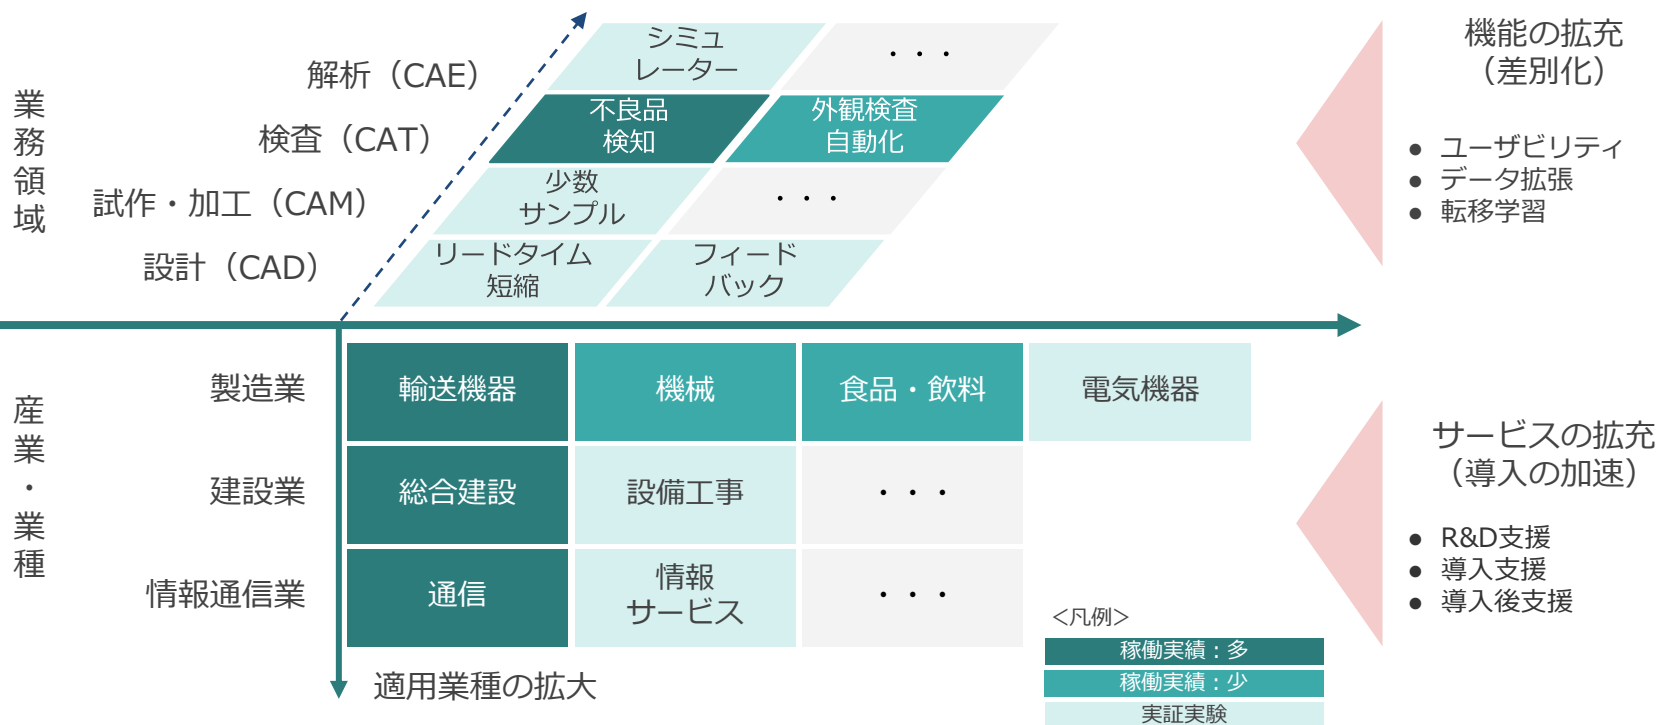 業務領域
解析（CAE）
検査（CAT）
試作・加工（CAM）
設計（CAD）
シミュ
レーター
・・・
不良品
検知
外観検査
自動化
少数
サンプル
・・・
リードタイム
短縮
フィード
バック
機能の拡充
（差別化）
● ユーザビリティ
● データ拡張
● 転移学習
産業・業種
製造業
輸送機器
機械
食品・飲料
電気機器
建設業
総合建設
設備工事
・・・
情報通信業
通信
情報
サービス
・・・
適用業種の拡大
サービスの拡充
（導入の加速）
● R&D支援
● 導入支援
● 導入後支援
＜凡例＞
稼働実績：多
稼働実績：少
実証実験